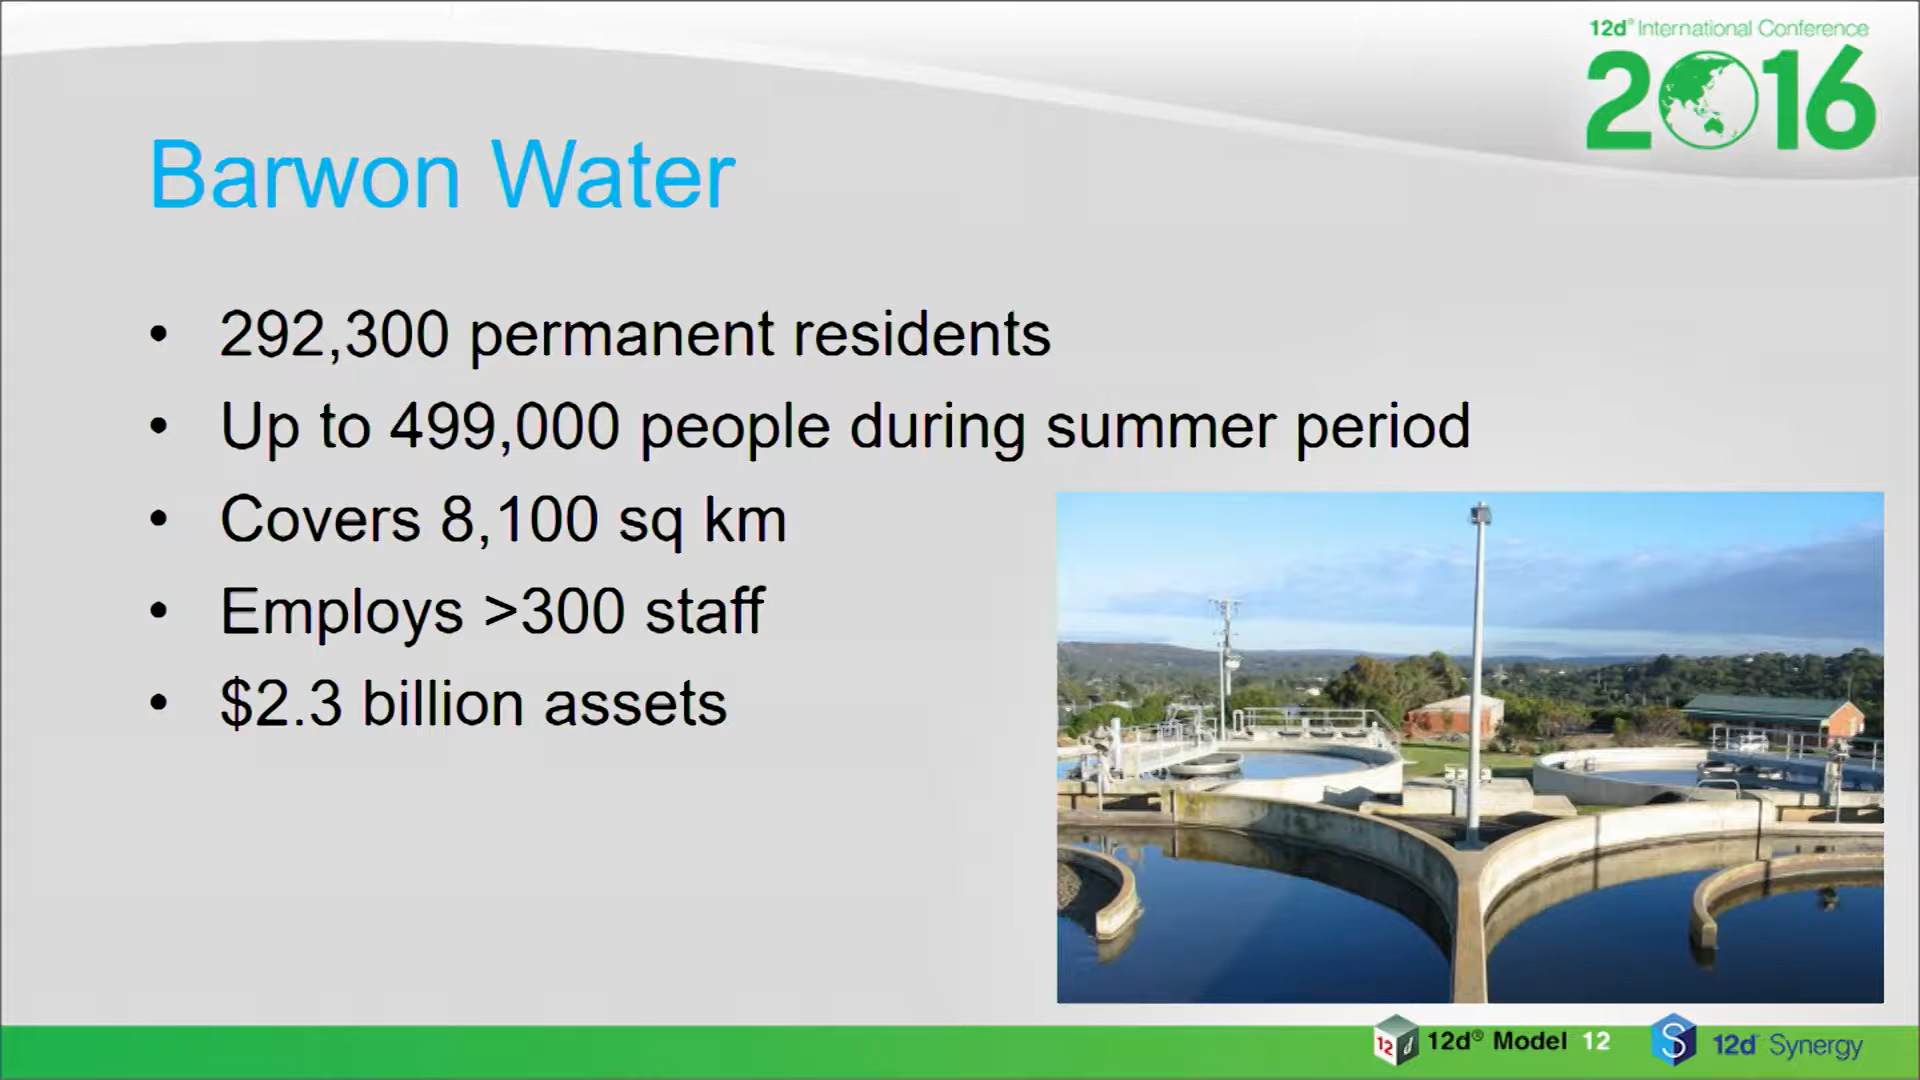 12d® International Conference
2016
Barwon Water
• 292,300 permanent residents
• Up to 499,000 people during summer period
• Covers 8,100 sq km
• Employs >300 staff
• $2.3 billion assets
12 d 12d® Model 12 S 12d Synergy